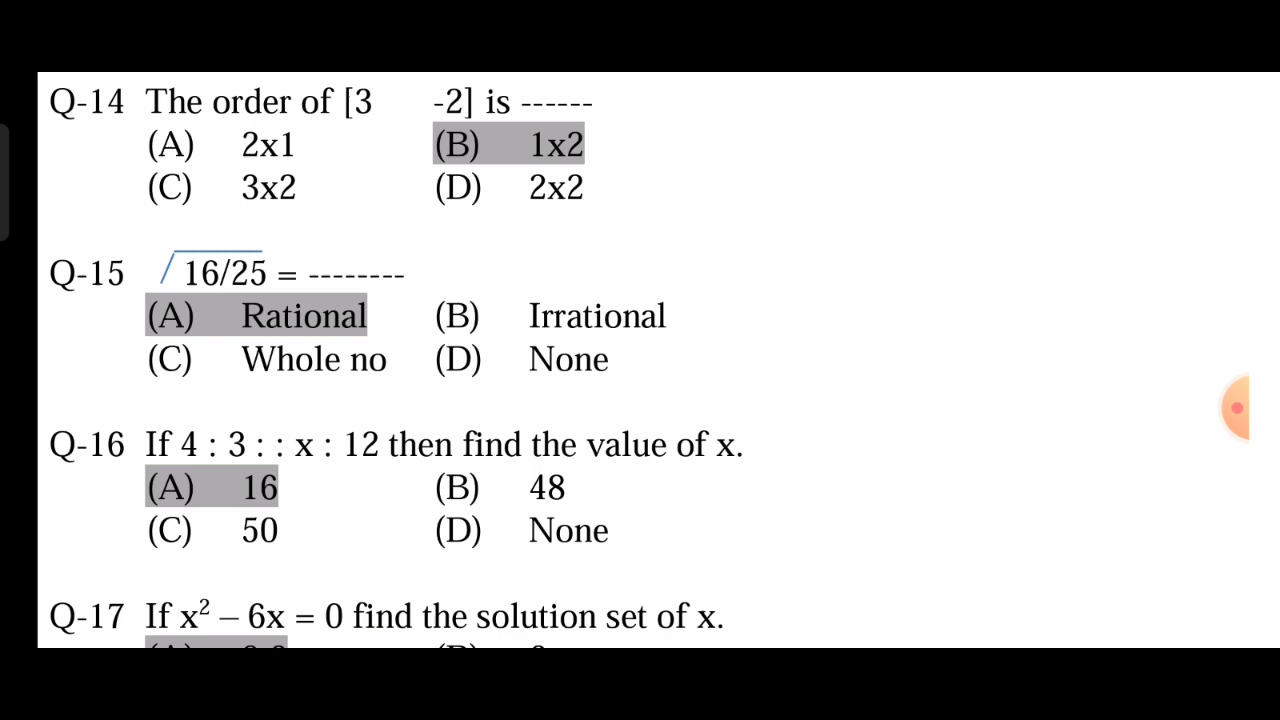 Q-14 The order of [3 -2] is ------
(A) 2x1 (B) 1x2
(C) 3x2 (D) 2x2
Q-15 √16/25 = --------
(A) Rational (B) Irrational
(C) Whole no (D) None
Q-16 If 4 : 3 : : x : 12 then find the value of x.
(A) 16 (B) 48
(C) 50 (D) None
Q-17 If x² – 6x = 0 find the solution set of x.